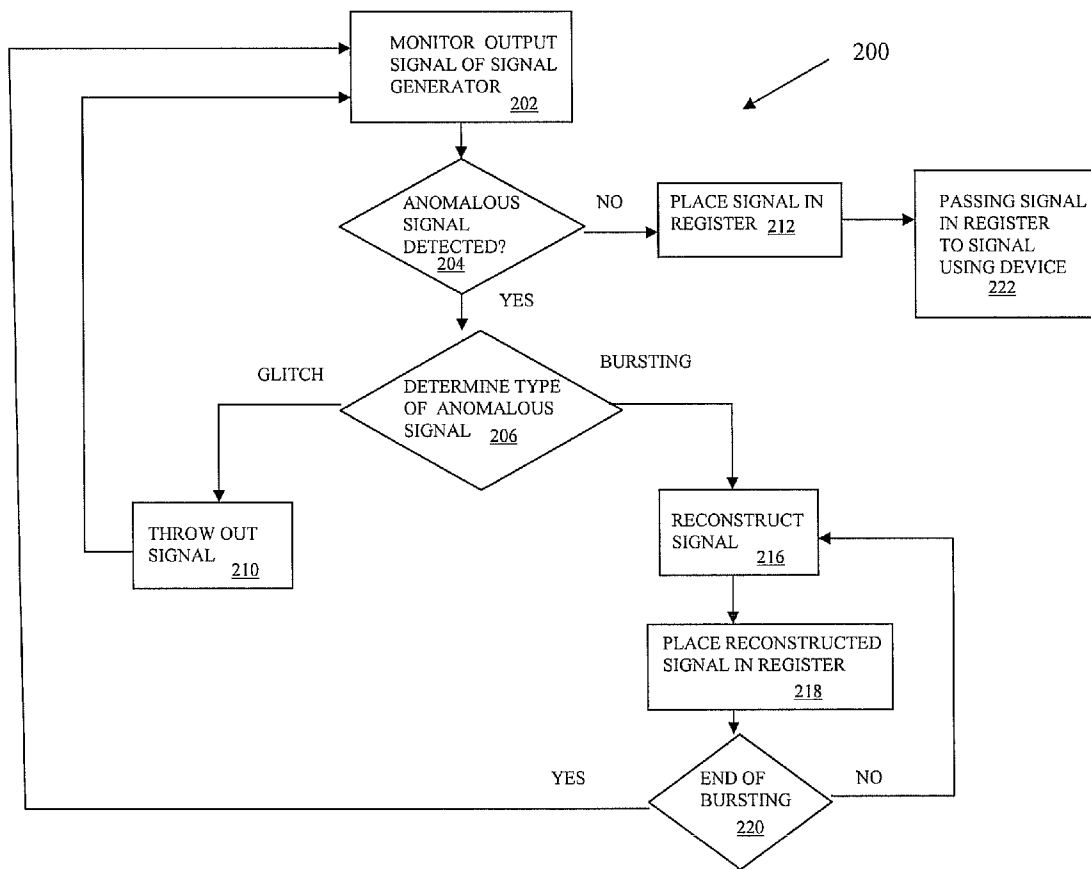 MONITOR OUTPUT
SIGNAL OF SIGNAL
GENERATOR
202
200
ANOMALOUS
SIGNAL
DETECTED?
204
NO
PLACE SIGNAL IN
REGISTER 212
PASSING SIGNAL
IN REGISTER
TO SIGNAL
USING DEVICE
222
YES
GLITCH
BURSTING
DETERMINE TYPE
OF ANOMALOUS
SIGNAL 206
THROW OUT
SIGNAL
210
RECONSTRUCT
SIGNAL
216
PLACE RECONSTRUCTED
SIGNAL IN REGISTER
218
YES
END OF
BURSTING
220
NO